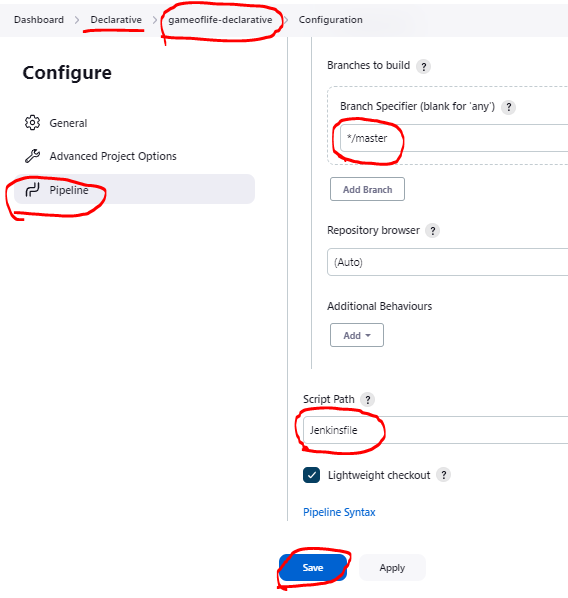 Dashboard > Declarative > gameoflife-declarative > Configuration
Configure
General
Advanced Project Options
Pipeline
Branches to build ?
Branch Specifier (blank for 'any') ?
*/master
Add Branch
Repository browser ?
(Auto)
Additional Behaviours
Add
Script Path ?
Jenkinsfile
Lightweight checkout ?
Pipeline Syntax
Save Apply